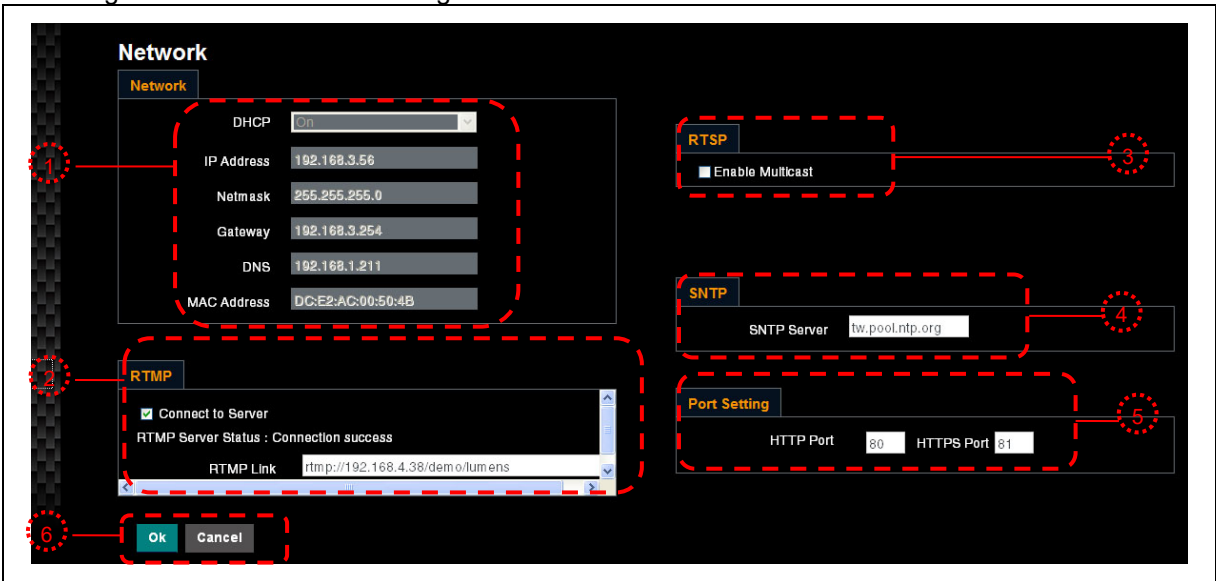 Network
Network
DHCP On
IP Address 192.168.3.56
Netmask 255.255.255.0
Gateway 192.168.3.254
DNS 192.168.1.211
MAC Address DC:E2:AC:00:50:4B
1
RTMP
Connect to Server
RTMP Server Status : Connection success
RTMP Link rtmp://192.168.4.38/demo/lumens
2
Ok Cancel
6
RTSP
Enable Multicast
3
SNTP
SNTP Server tw.pool.ntp.org
4
Port Setting
HTTP Port 80 HTTPS Port 81
5